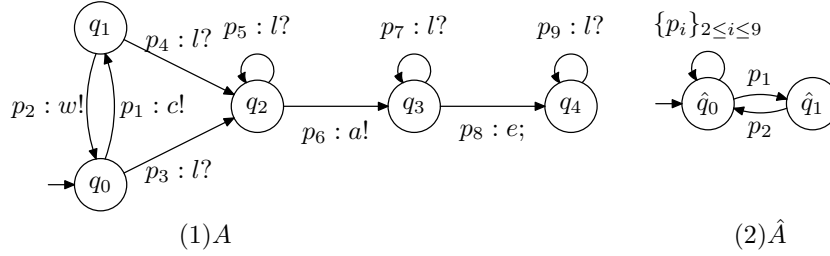 q₁
p₄ : l?
p₅ : l?
p₇ : l?
p₉ : l?
{pᵢ}₂≤ᵢ≤₉
p₂ : w!
p₁ : c!
q₂
q₃
q₄
q̂₀
p₁
q̂₁
p₂
p₆ : a!
p₈ : e;
p₃ : l?
q₀
(1)A
(2)Â